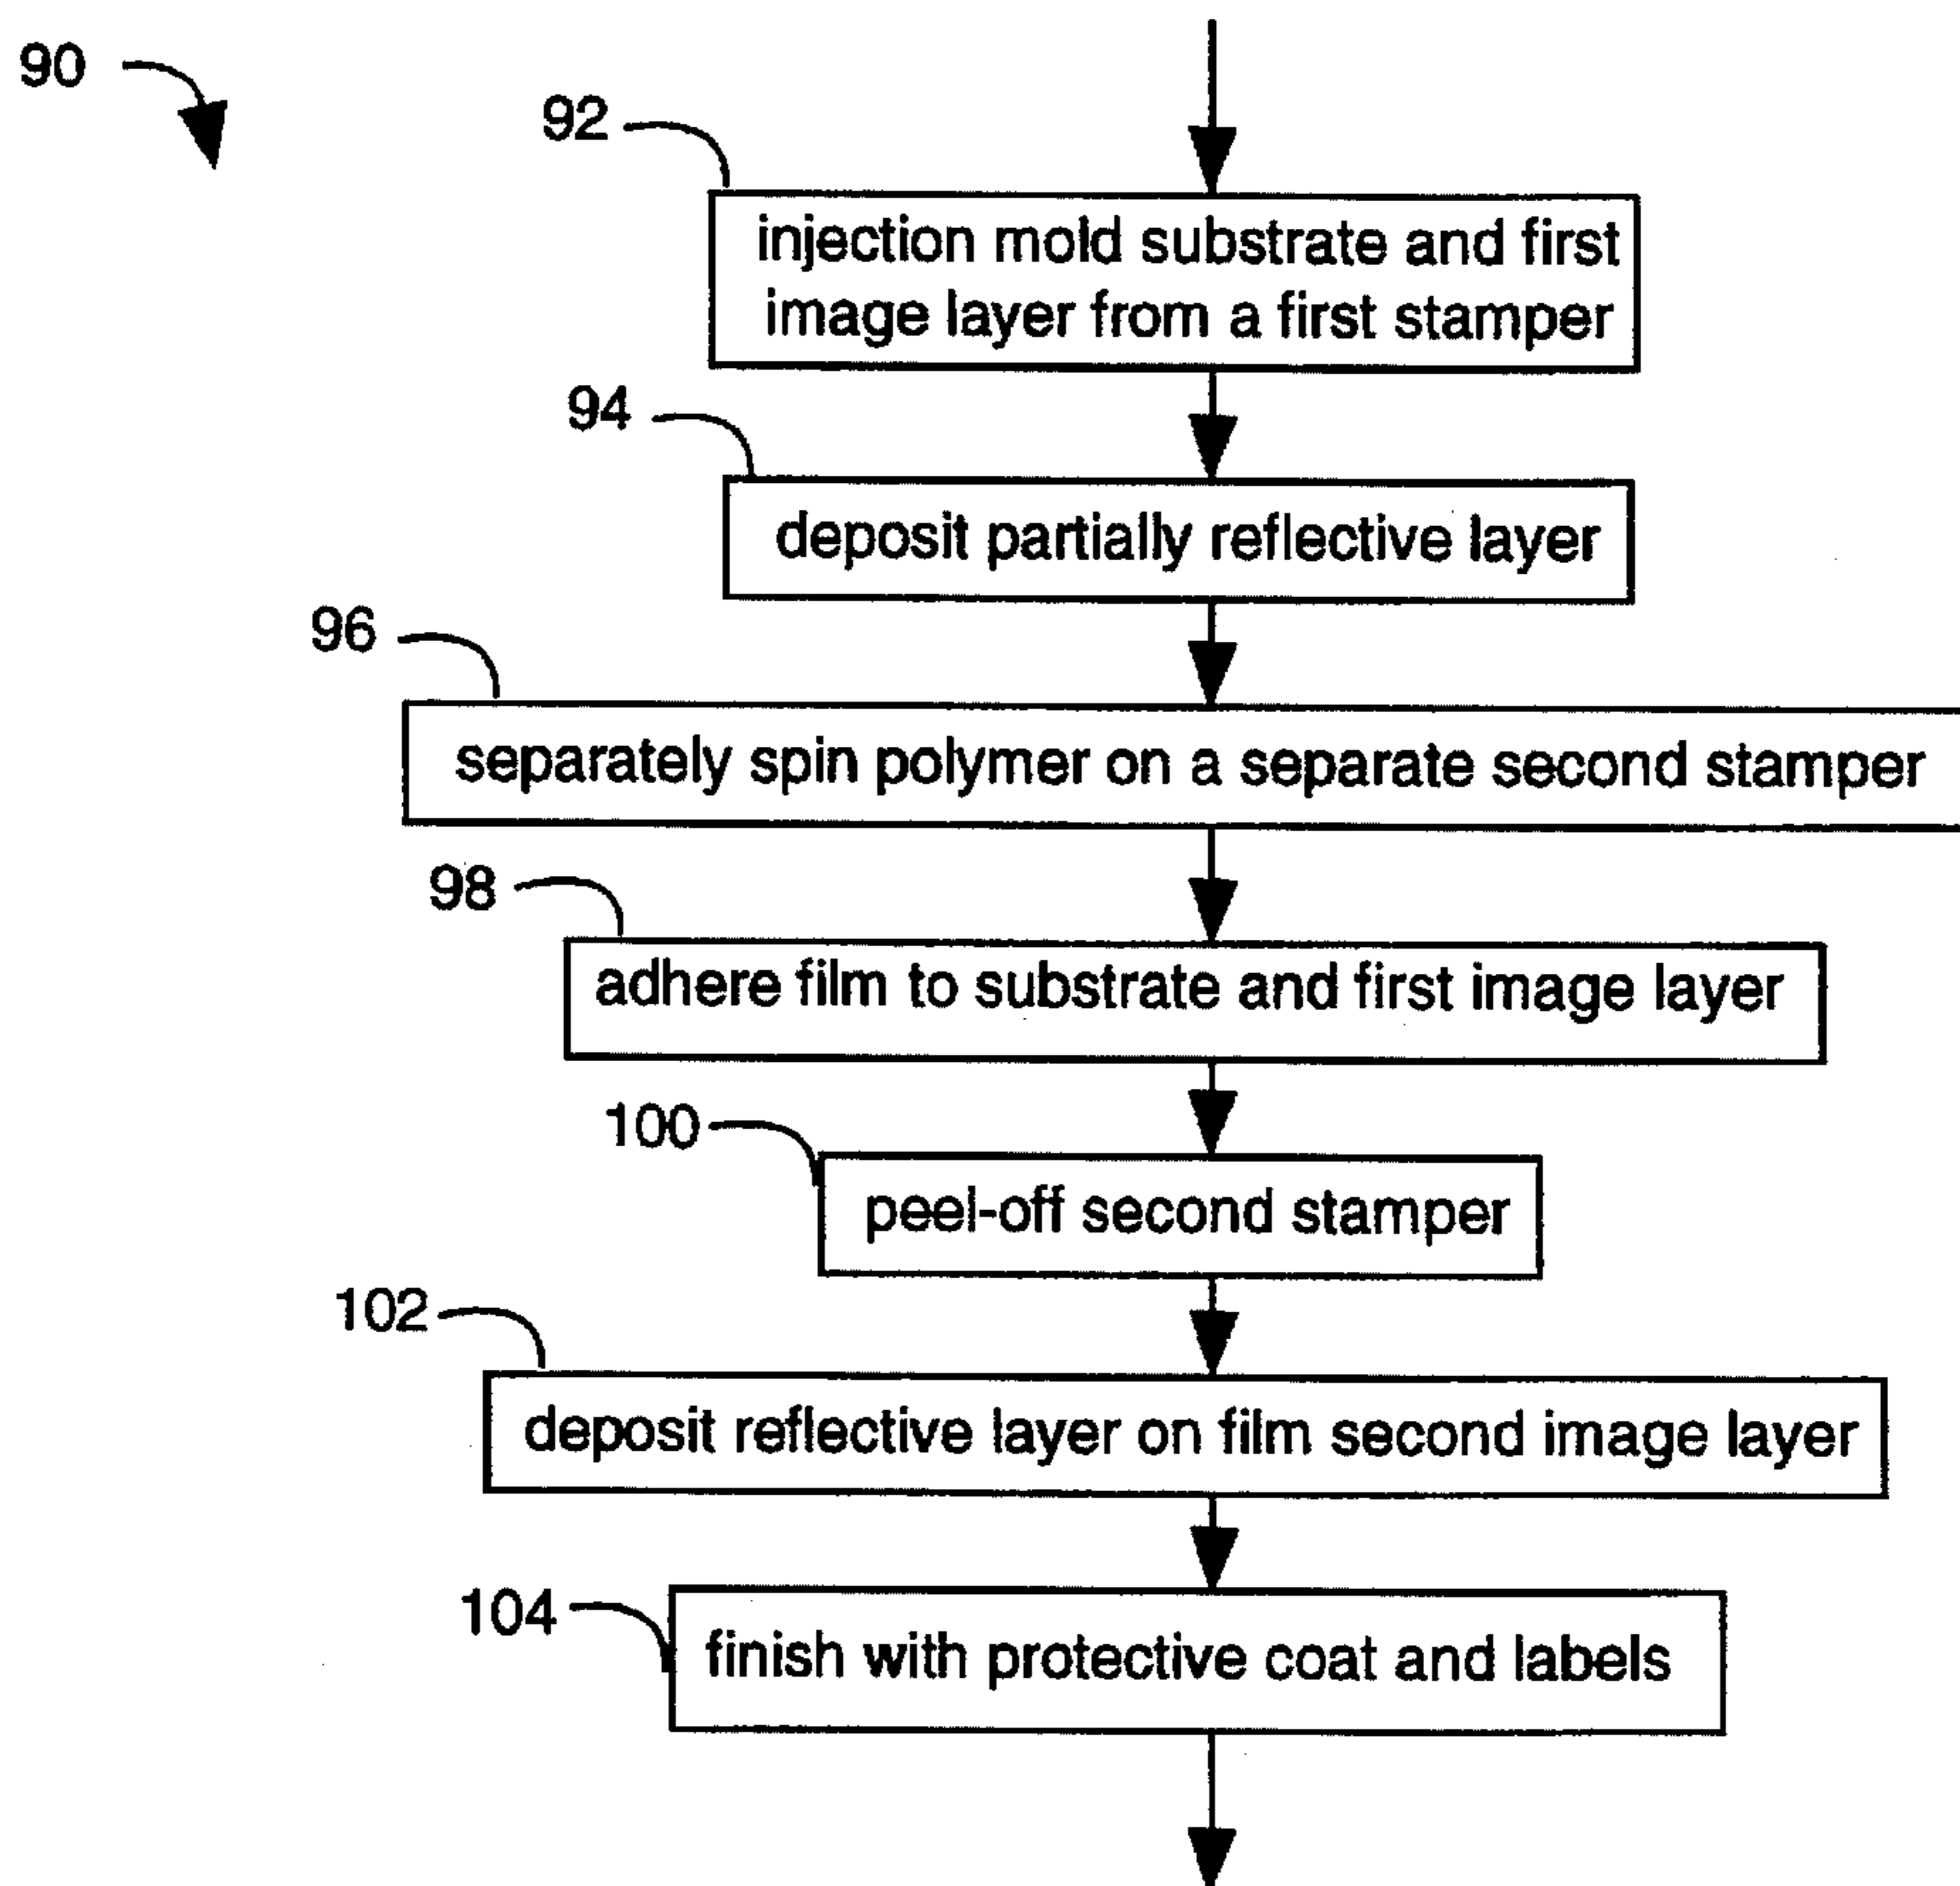 90
92
injection mold substrate and first
image layer from a first stamper
94
deposit partially reflective layer
96
separately spin polymer on a separate second stamper
98
adhere film to substrate and first image layer
100
peel-off second stamper
102
deposit reflective layer on film second image layer
104
finish with protective coat and labels